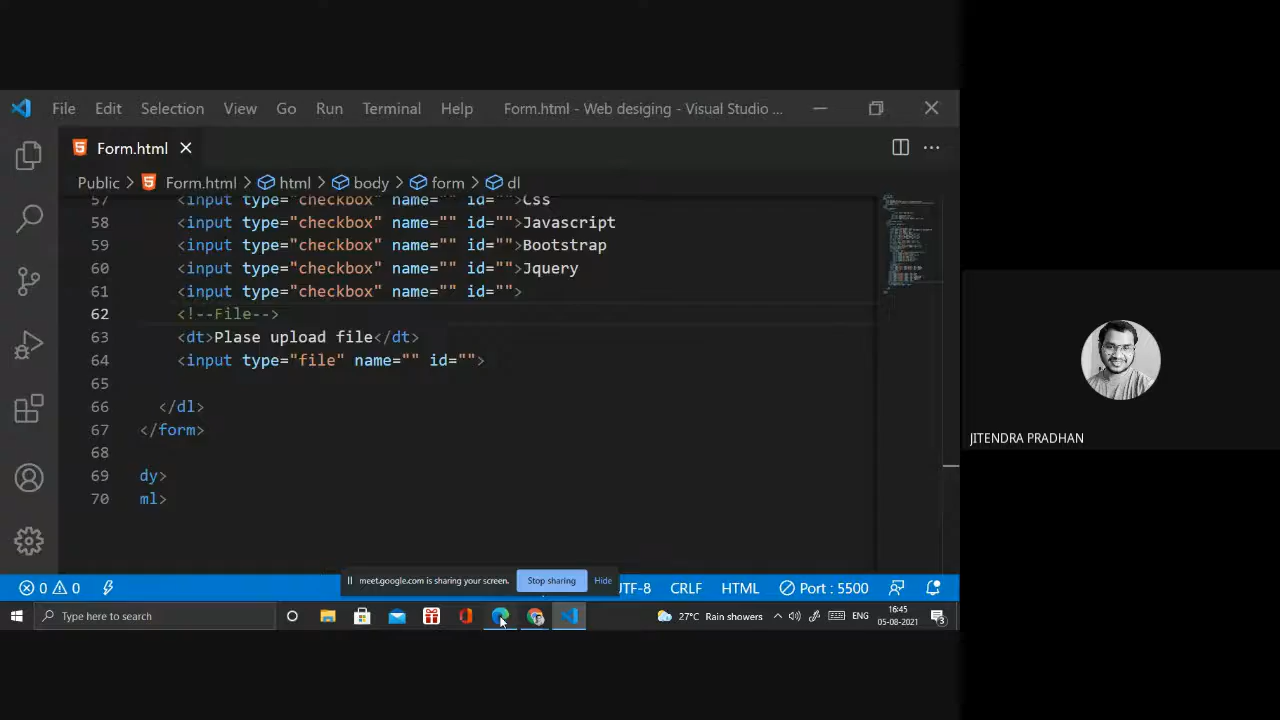 File Edit Selection View Go Run Terminal Help Form.html - Web desiging - Visual Studio ...
Form.html
Public > Form.html > html > body > form > dl
57 <input type="checkbox" name="" id="">Css
58 <input type="checkbox" name="" id="">Javascript
59 <input type="checkbox" name="" id="">Bootstrap
60 <input type="checkbox" name="" id="">Jquery
61 <input type="checkbox" name="" id="">
62 <!--File-->
63 <dt>Plase upload file</dt>
64 <input type="file" name="" id="">
65
66 </dl>
67 </form>
68
69 dy>
70 ml>
JITENDRA PRADHAN
meet.google.com is sharing your screen. Stop sharing Hide
0 0 UTF-8 CRLF HTML Port : 5500
Type here to search 27°C Rain showers ENG 16:45
05-08-2021 3